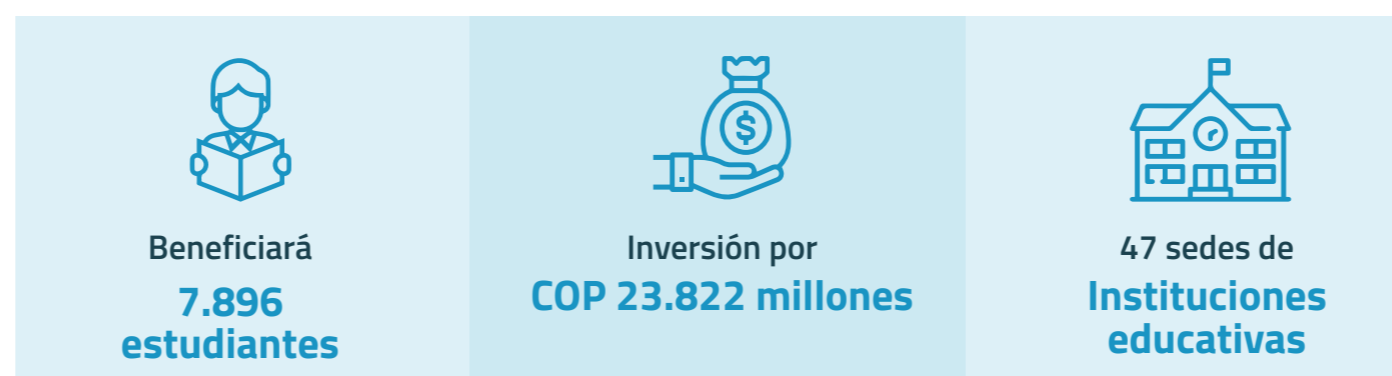 Beneficiará
7.896
estudiantes
Inversión por
COP 23.822 millones
47 sedes de
Instituciones
educativas